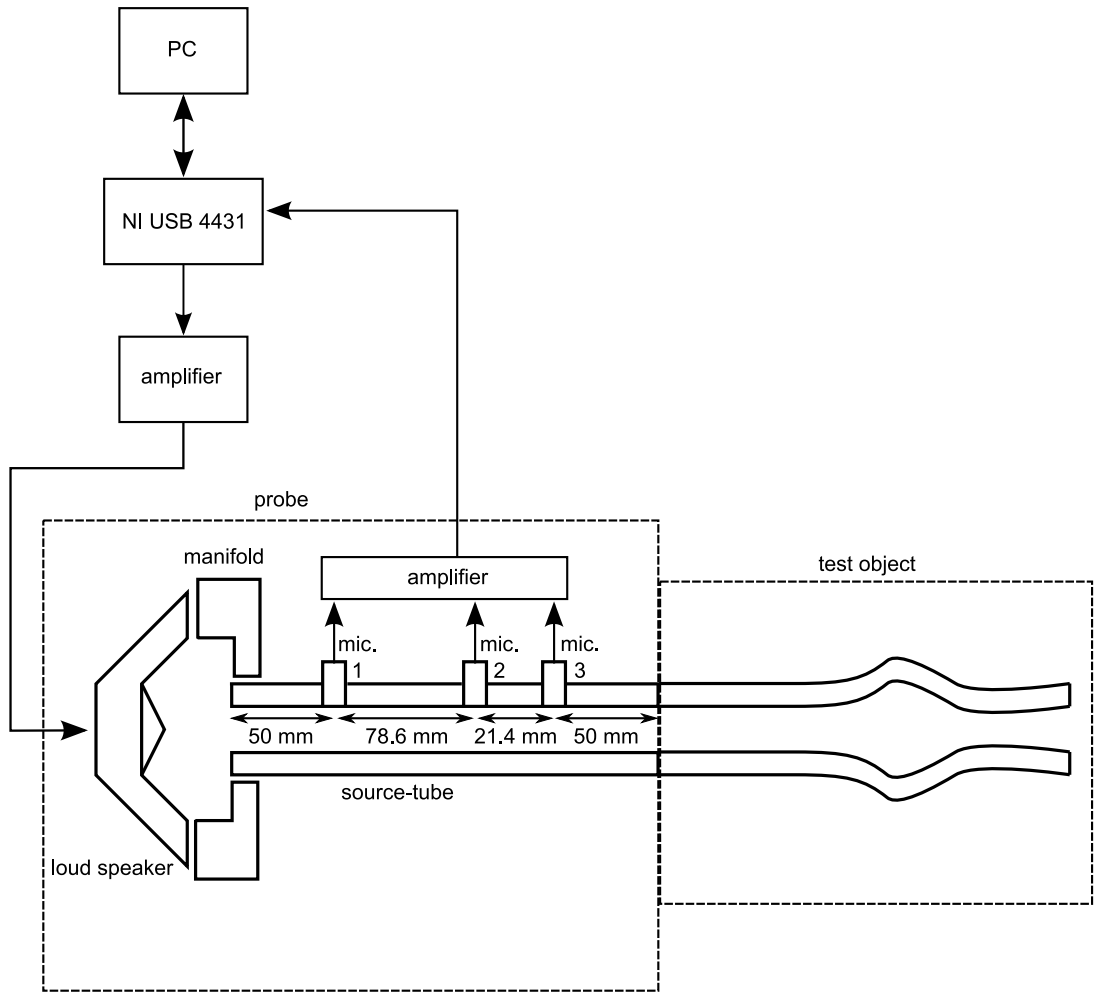 PC
NI USB 4431
amplifier
probe
manifold
amplifier
test object
mic.
mic.
mic.
1
2
3
50 mm
78.6 mm
21.4 mm
50 mm
source-tube
loud speaker